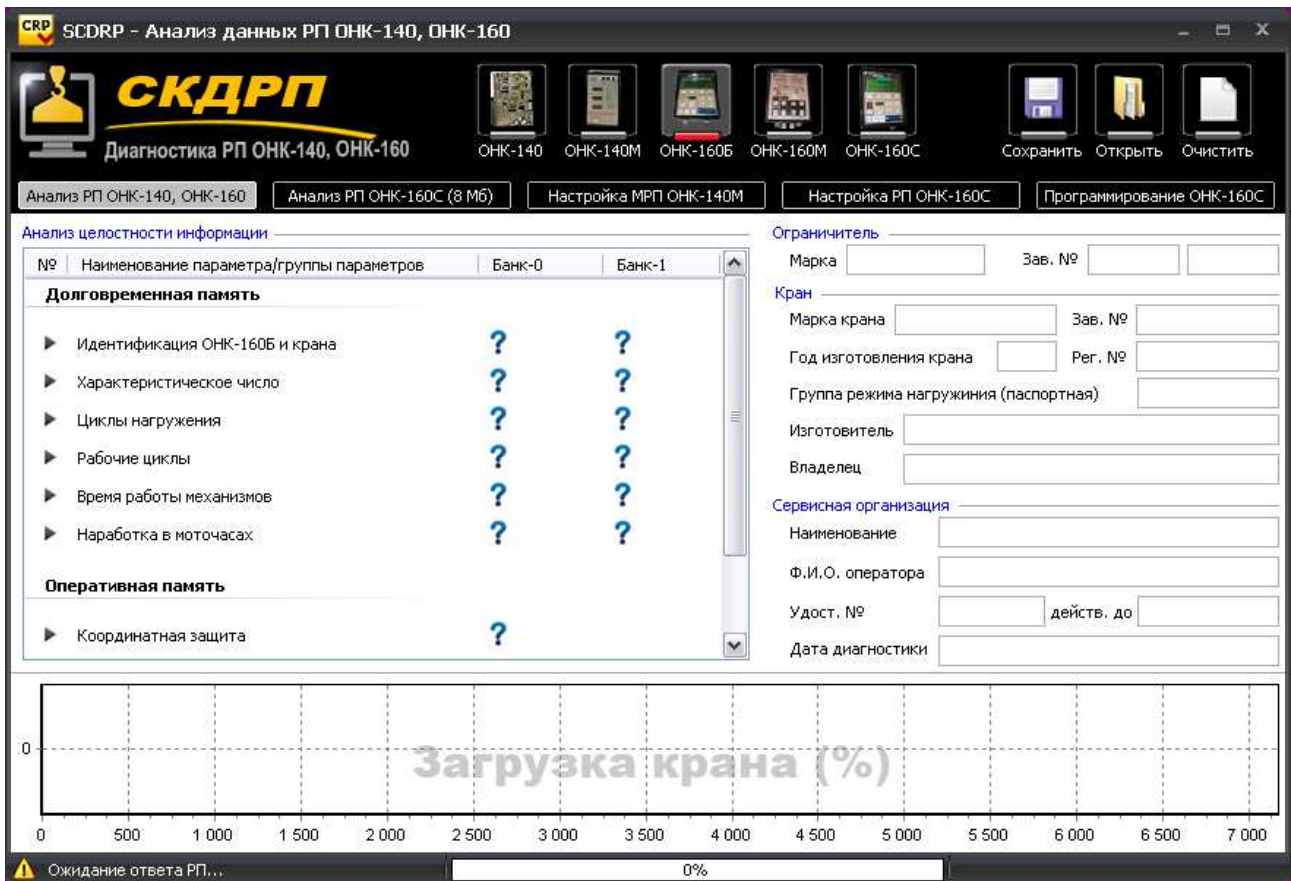 CRP SCDRP - Анализ данных РП ОНК-140, ОНК-160
СКДРП
Диагностика РП ОНК-140, ОНК-160
ОНК-140 ОНК-140М ОНК-160Б ОНК-160М ОНК-160С Сохранить Открыть Очистить
Анализ РП ОНК-140, ОНК-160 Анализ РП ОНК-160С (8 Мб) Настройка МРП ОНК-140М Настройка РП ОНК-160С Программирование ОНК-160С
Анализ целостности информации
№ Наименование параметра/группы параметров Банк-0 Банк-1
Долговременная память
Идентификация ОНК-160Б и крана ? ?
Характеристическое число ? ?
Циклы нагружения ? ?
Рабочие циклы ? ?
Время работы механизмов ? ?
Наработка в моточасах ? ?
Оперативная память
Координатная защита ?
Ограничитель
Марка Зав. №
Кран
Марка крана Зав. №
Год изготовления крана Рег. №
Группа режима нагружиния (паспортная)
Изготовитель
Владелец
Сервисная организация
Наименование
Ф.И.О. оператора
Удост. № действ. до
Дата диагностики
0
Загрузка крана (%)
0 500 1 000 1 500 2 000 2 500 3 000 3 500 4 000 4 500 5 000 5 500 6 000 6 500 7 000
Ожидание ответа РП... 0%